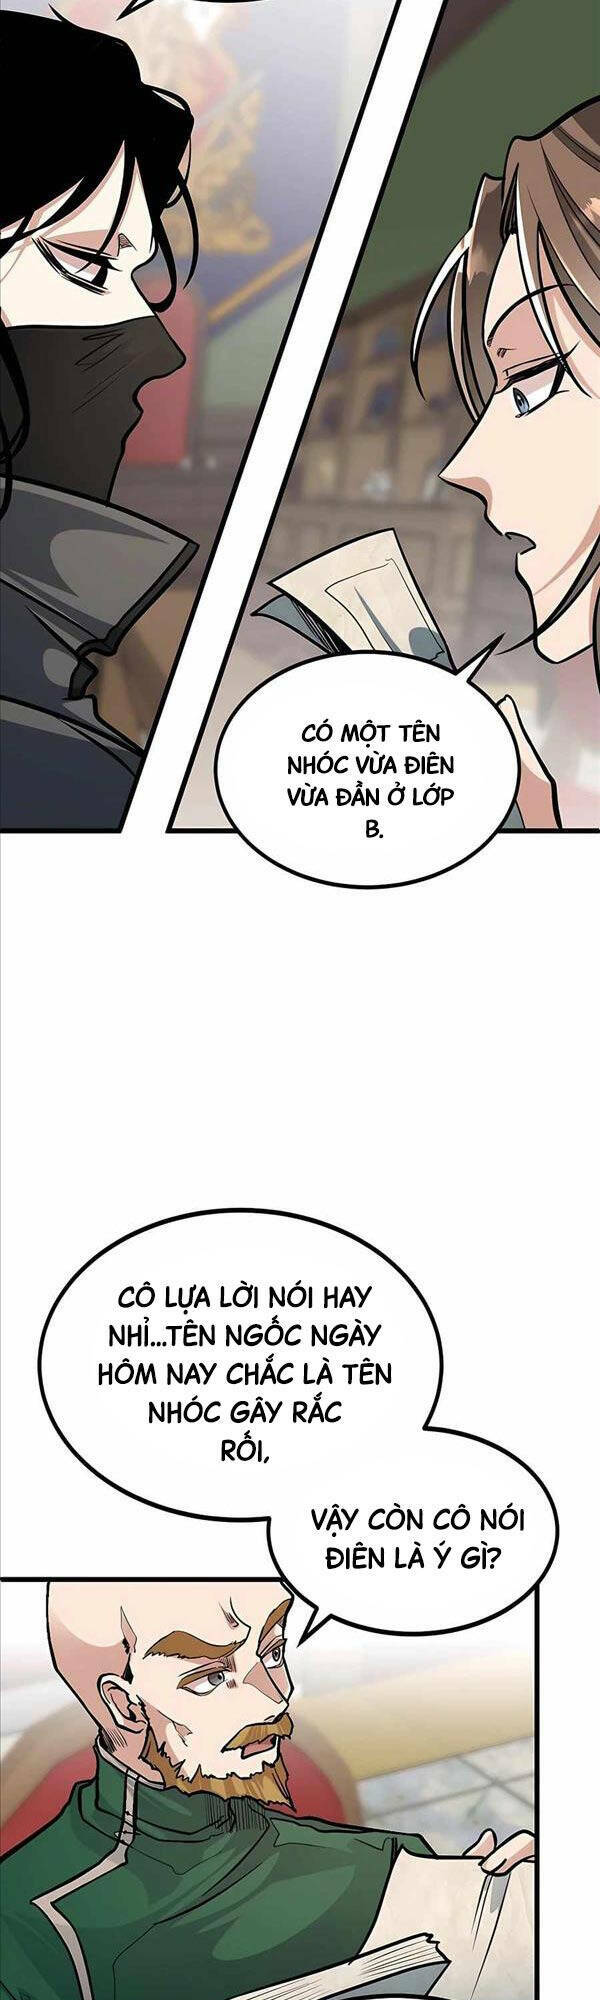 CÓ MỘT TÊN
NHÓC VỪA ĐIÊN
VỪA ĐẦN Ở LỚP
B.
CÔ LỰA LỜI NÓI HAY
NHỈ...TÊN NGỐC NGÀY
HÔM NAY CHẮC LÀ TÊN
NHÓC GÂY RẮC
RỐI,
VẬY CÒN CÔ NÓI
ĐIÊN LÀ Ý GÌ?